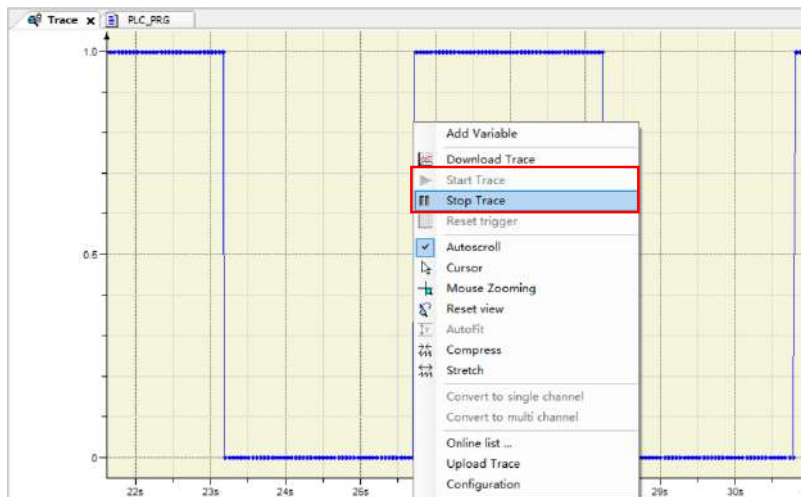 Trace
PLC_PRG
1.0
0.5
0
22s 23s 24s 25s 29s 30s
Add Variable
Download Trace
Start Trace
Stop Trace
Reset trigger
Autoscroll
Cursor
Mouse Zooming
Reset view
AutoFit
Compress
Stretch
Convert to single channel
Convert to multi channel
Online list ...
Upload Trace
Configuration